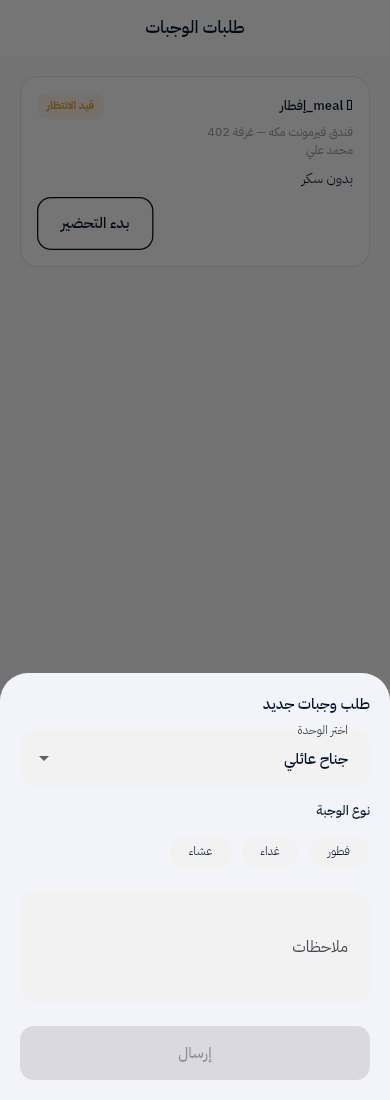 طلبات الوجبات
meal_إفطار
قيد الانتظار
فندق فيرمونت مكه — غرفة 402
محمد علي
بدون سكر
بدء التحضير
طلب وجبات جديد
اختر الوحدة
جناح عائلي
نوع الوجبة
فطور
غداء
عشاء
ملاحظات
إرسال